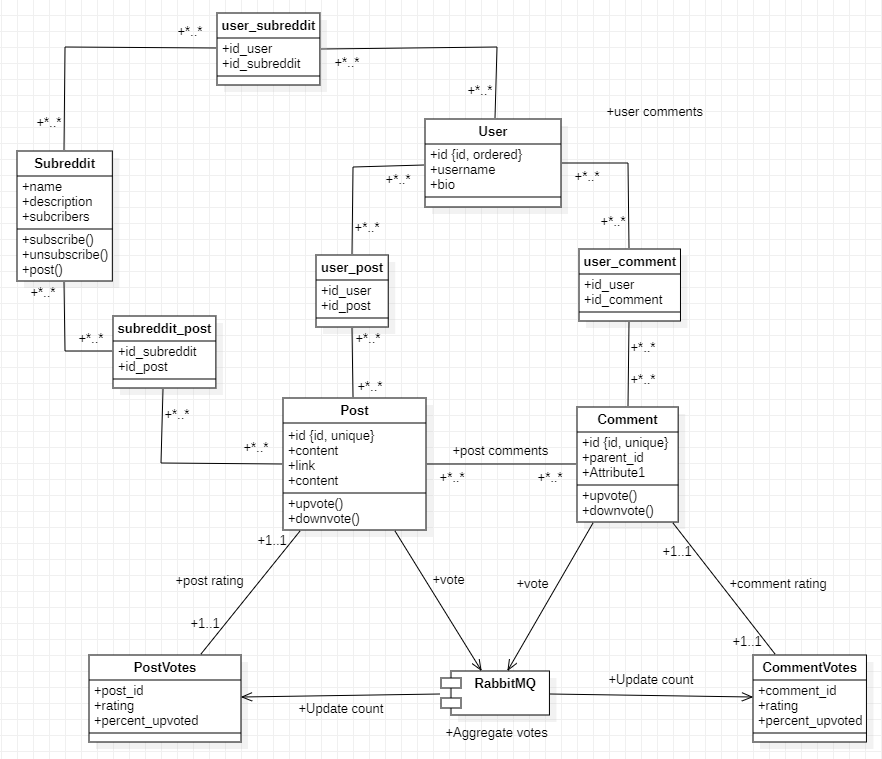 user_subreddit
+id_user
+id_subreddit
+*..*
+*..*
+*..*
+*..*
+user comments
Subreddit
+name
+description
+subcribers
+subscribe()
+unsubscribe()
+post()
User
+id {id, ordered}
+username
+bio
+*..*
+*..*
+*..*
+*..*
user_post
+id_user
+id_post
user_comment
+id_user
+id_comment
+*..*
+*..*
subreddit_post
+id_subreddit
+id_post
+*..*
+*..*
+*..*
+*..*
+*..*
+*..*
Post
+id {id, unique}
+content
+link
+content
+upvote()
+downvote()
+post comments
+*..*
+*..*
Comment
+id {id, unique}
+parent_id
+Attribute1
+upvote()
+downvote()
+1..1
+post rating
+1..1
+vote
+vote
+1..1
+comment rating
+1..1
PostVotes
+post_id
+rating
+percent_upvoted
RabbitMQ
+Update count
+Update count
+Aggregate votes
CommentVotes
+comment_id
+rating
+percent_upvoted